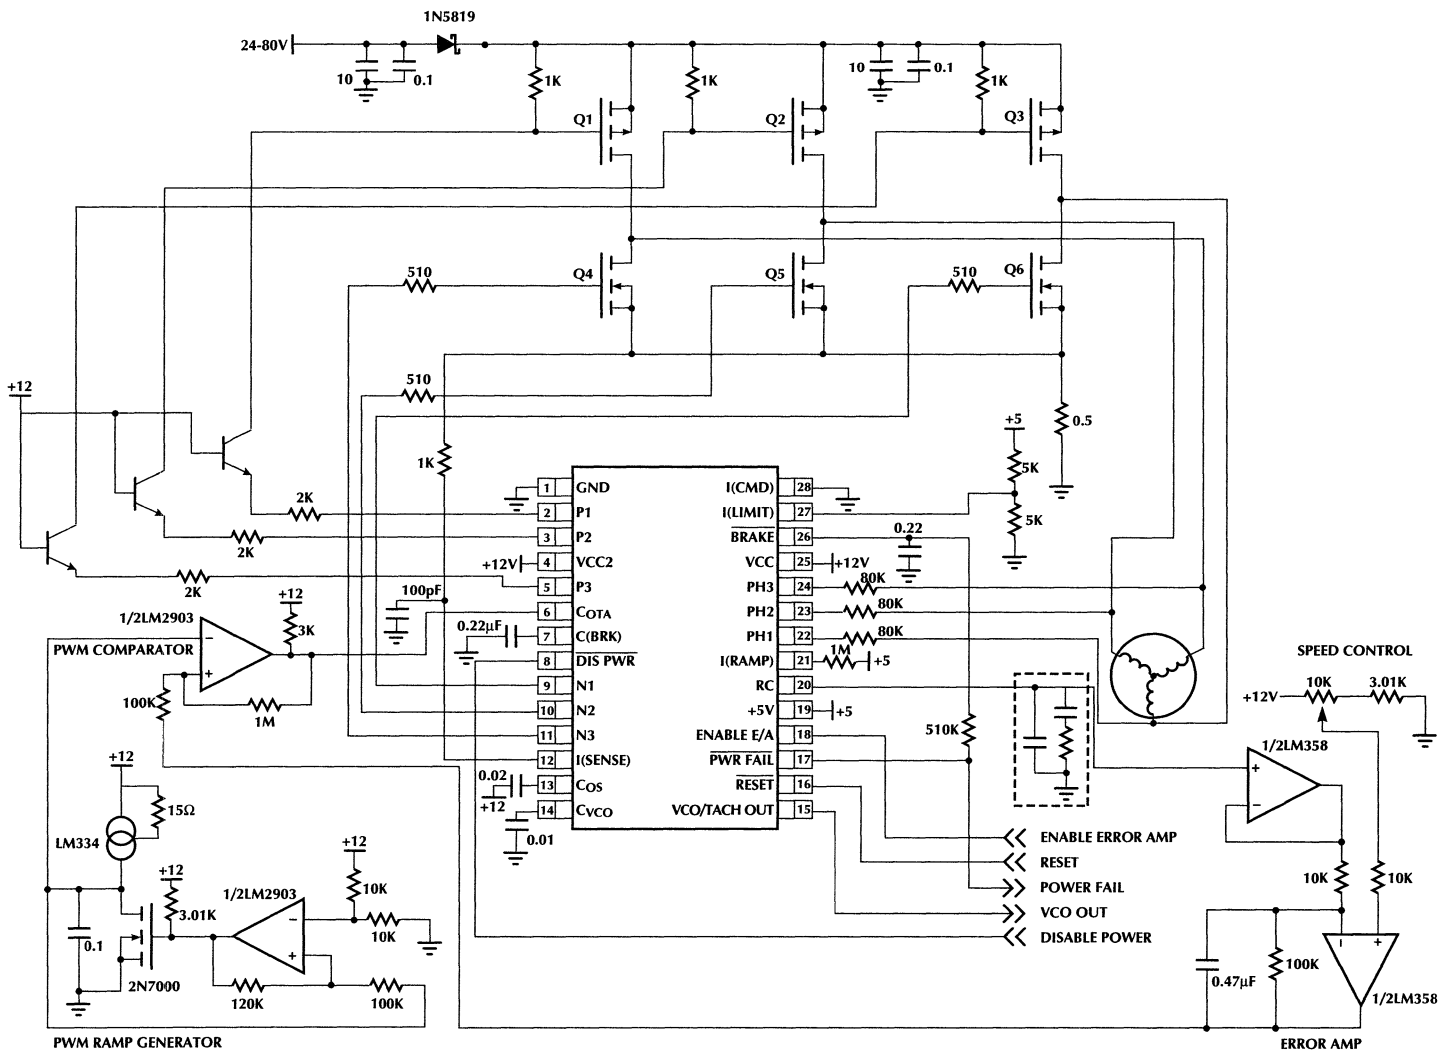 1N5819
24-80V
10
0.1
1K
1K
10
0.1
1K
Q1
Q2
Q3
510
Q4
Q5
510
Q6
510
+12
0.5
+5
1K
5K
5K
2K
2K
2K
+12V
100pF
0.22μF
1 GND
2 P1
3 P2
4 VCC2
5 P3
6 COTA
7 C(BRK)
8 DIS PWR
9 N1
10 N2
11 N3
12 I(SENSE)
13 COS
14 CVCO
I(CMD) 28
I(LIMIT) 27
BRAKE 26
VCC 25
PH3 24
PH2 23
PH1 22
I(RAMP) 21
RC 20
+5V 19
ENABLE E/A 18
PWR FAIL 17
RESET 16
VCO/TACH OUT 15
0.22
+12V
80K
80K
80K
1M
+5
+5
510K
0.02
+12
0.01
1/2LM2903
PWM COMPARATOR
−
+
+12
3K
100K
1M
+12
15Ω
LM334
+12
3.01K
1/2LM2903
−
+
+12
10K
10K
0.1
2N7000
120K
100K
PWM RAMP GENERATOR
SPEED CONTROL
+12V
10K
3.01K
1/2LM358
+
−
10K
10K
−
+
0.47μF
100K
1/2LM358
ERROR AMP
ENABLE ERROR AMP
RESET
POWER FAIL
VCO OUT
DISABLE POWER